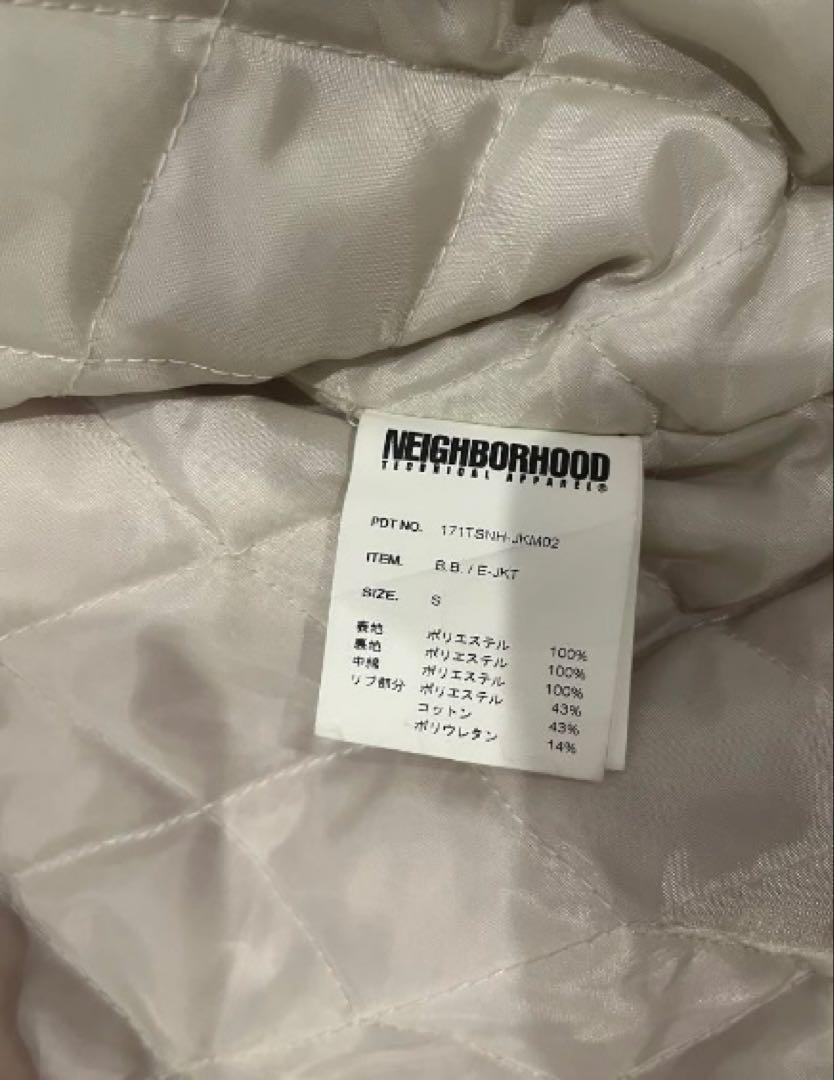 NEIGHBORHOOD
TECHNICAL APPAREL®
PDT NO. 171TSNH-JKM02
ITEM. B.B. / E-JKT
SIZE. S
表地 ポリエステル 100%
裏地 ポリエステル 100%
中綿 ポリエステル 100%
リブ部分 ポリエステル 43%
コットン 43%
ポリウレタン 14%